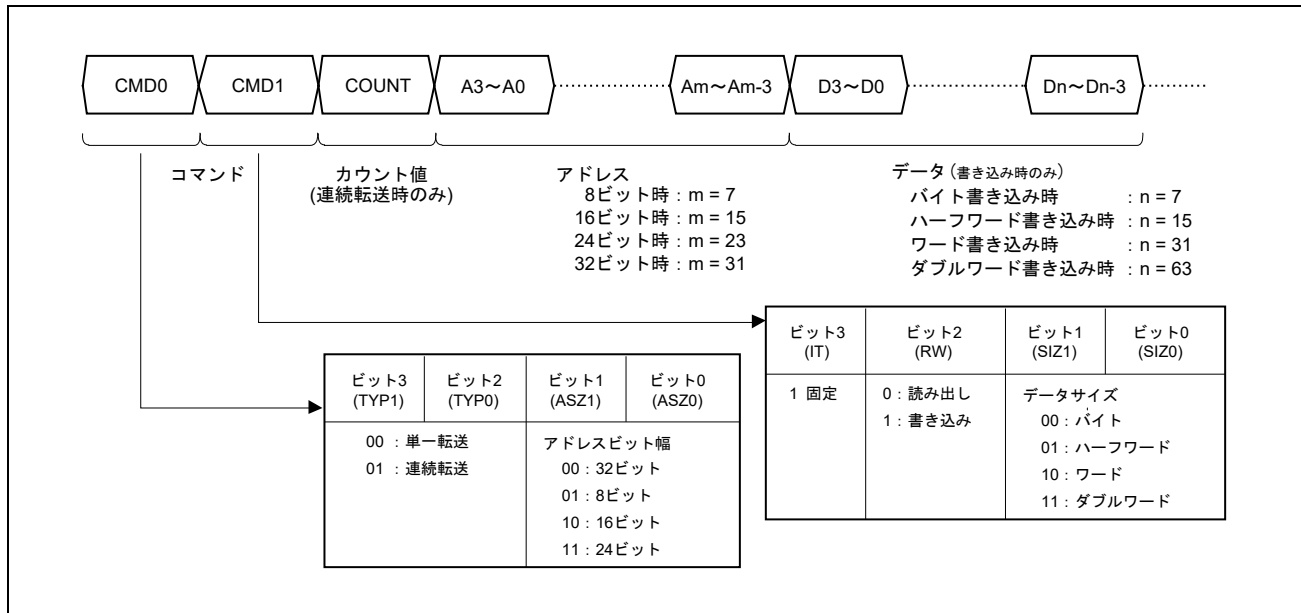 CMD0 CMD1 COUNT A3～A0 Am～Am-3 D3～D0 Dn～Dn-3
コマンド カウント値 アドレス データ (書き込み時のみ)
(連続転送時のみ) 8ビット時：m = 7 バイト書き込み時 ：n = 7
16ビット時：m = 15 ハーフワード書き込み時 ：n = 15
24ビット時：m = 23 ワード書き込み時 ：n = 31
32ビット時：m = 31 ダブルワード書き込み時 ：n = 63
ビット3 ビット2 ビット1 ビット0
(IT) (RW) (SIZ1) (SIZ0)
1 固定 0：読み出し データサイズ
1：書き込み 00：バイト
01：ハーフワード
10：ワード
11：ダブルワード
ビット3 ビット2 ビット1 ビット0
(TYP1) (TYP0) (ASZ1) (ASZ0)
00 ：単一転送 アドレスビット幅
01 ：連続転送 00：32ビット
01：8ビット
10：16ビット
11：24ビット